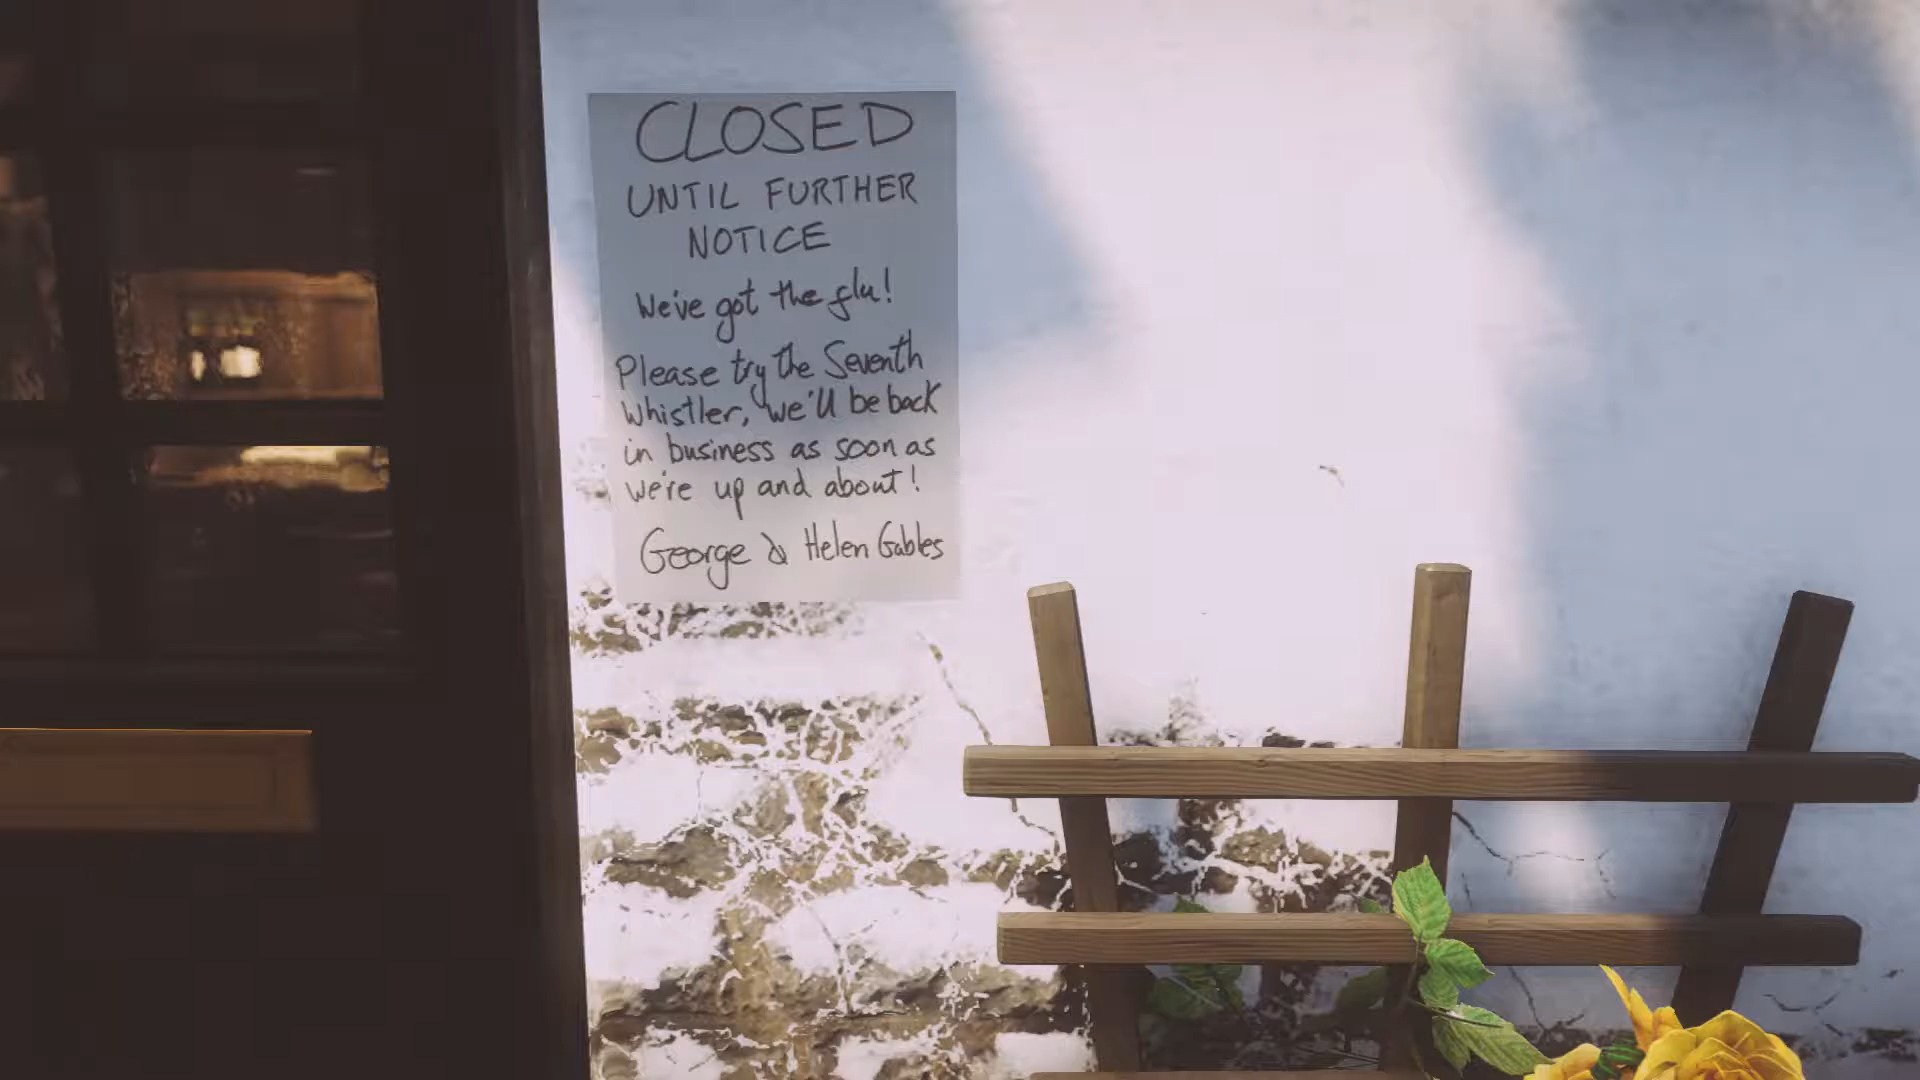 CLOSED
UNTIL FURTHER
NOTICE
We've got the flu!
Please try the Seventh
Whistler, we'll be back
in business as soon as
we're up and about!
George & Helen Gables